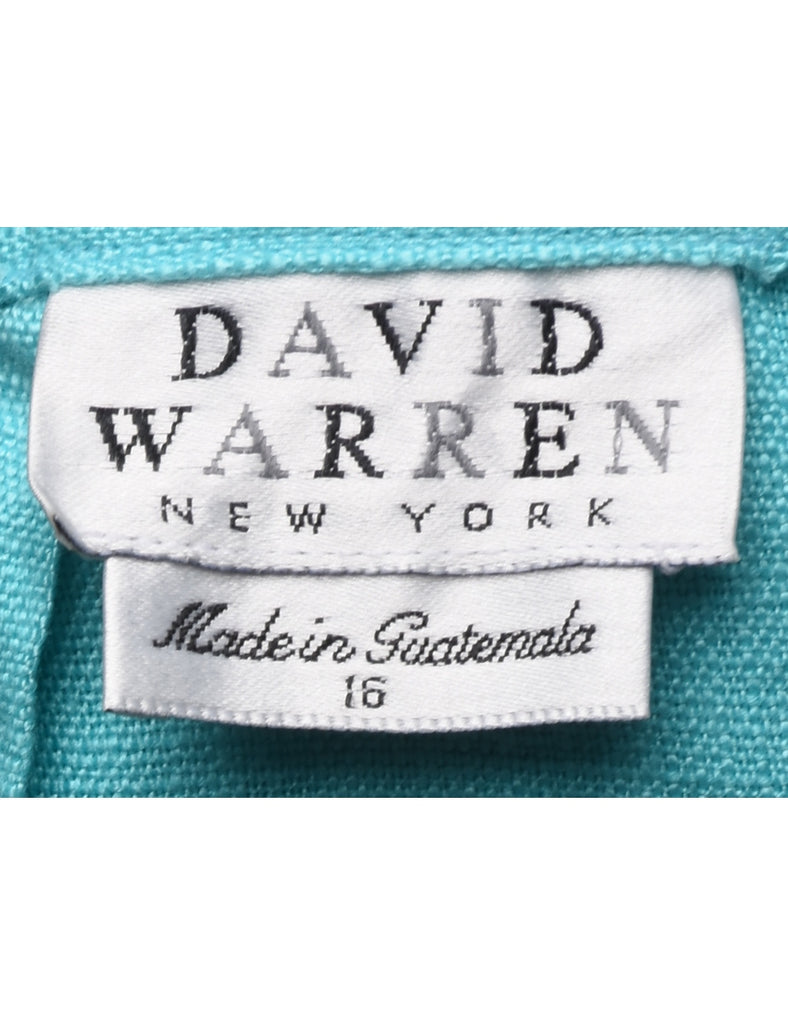 DAVID
WARREN
NEW YORK
Made in Guatemala
16